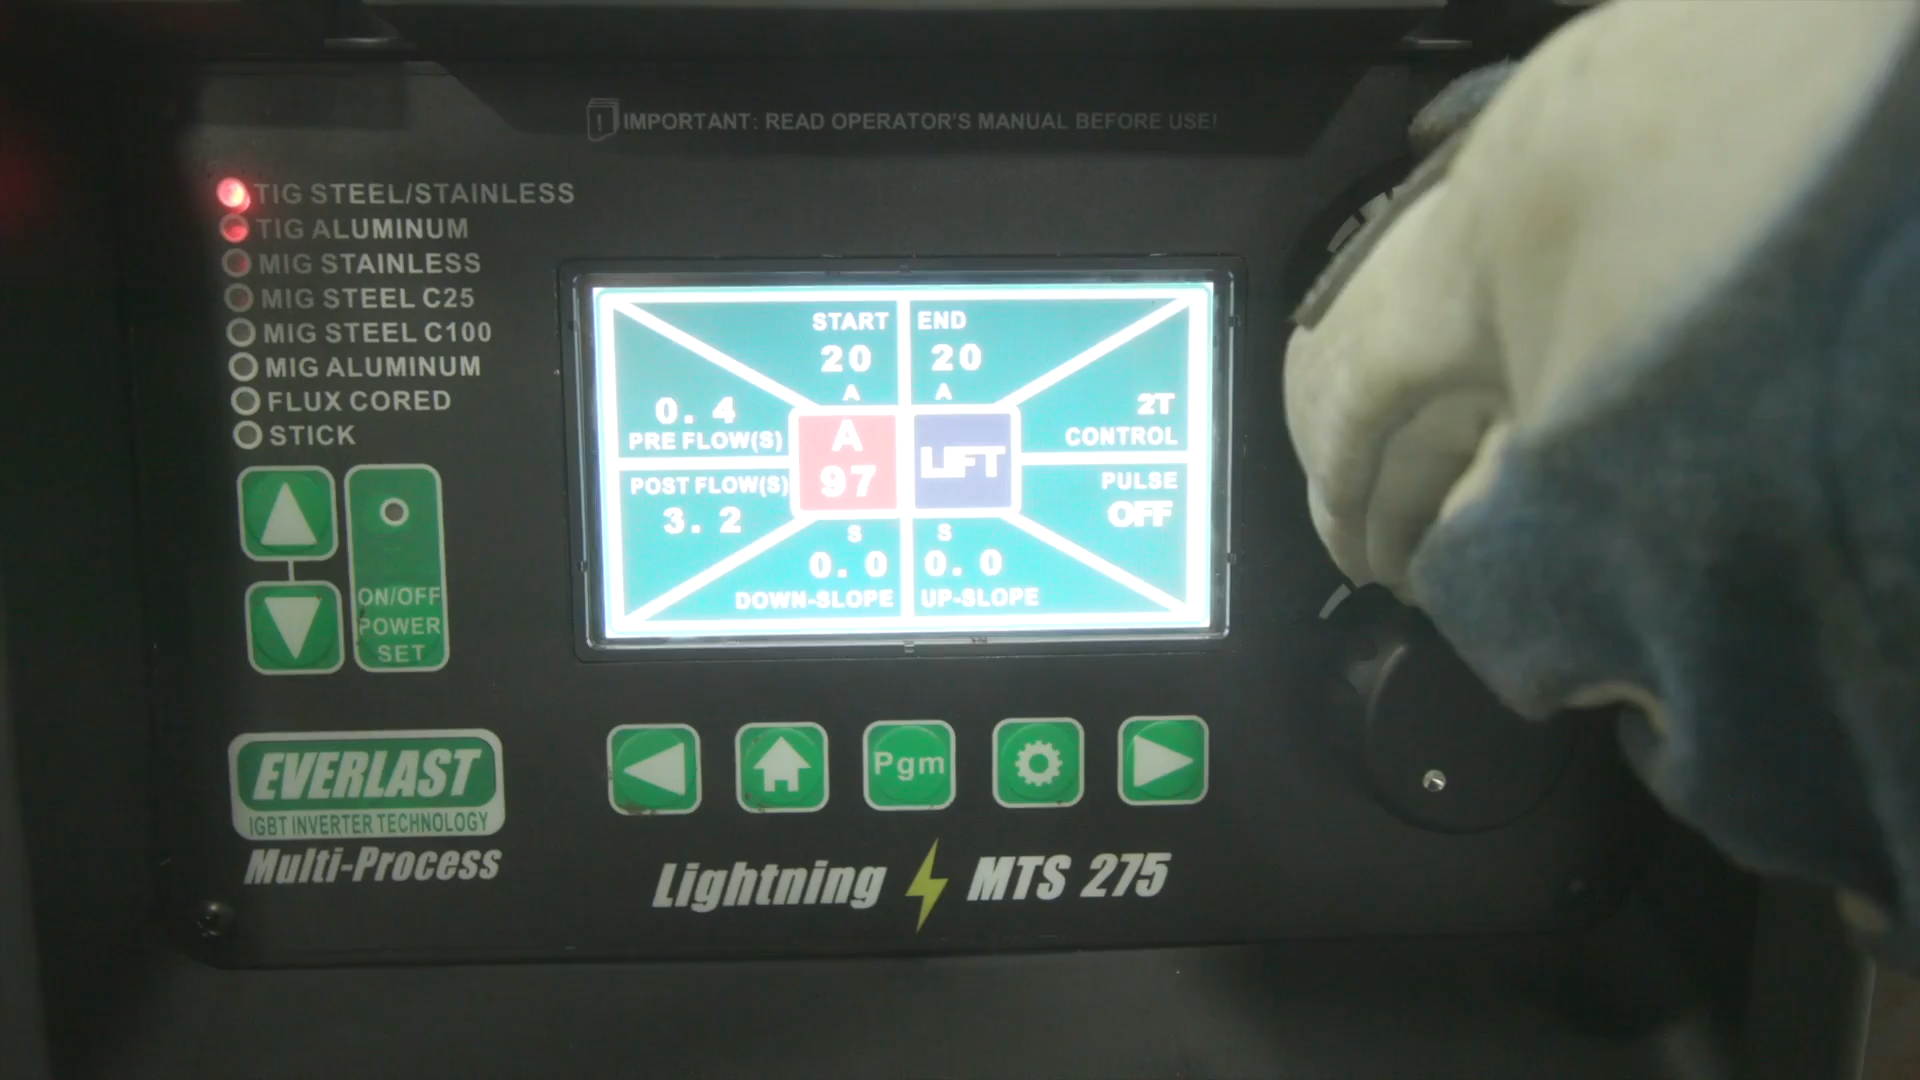 IMPORTANT: READ OPERATOR'S MANUAL BEFORE USE!
TIG STEEL/STAINLESS
TIG ALUMINUM
MIG STAINLESS
MIG STEEL C25
MIG STEEL C100
MIG ALUMINUM
FLUX CORED
STICK
ON/OFF
POWER
SET
START
20
A
END
20
A
0.4
PRE FLOW(S)
POST FLOW(S)
3.2
A
97
LIFT
2T
CONTROL
PULSE
OFF
S
0.0
DOWN-SLOPE
S
0.0
UP-SLOPE
Pgm
EVERLAST
IGBT INVERTER TECHNOLOGY
Multi-Process
Lightning MTS 275